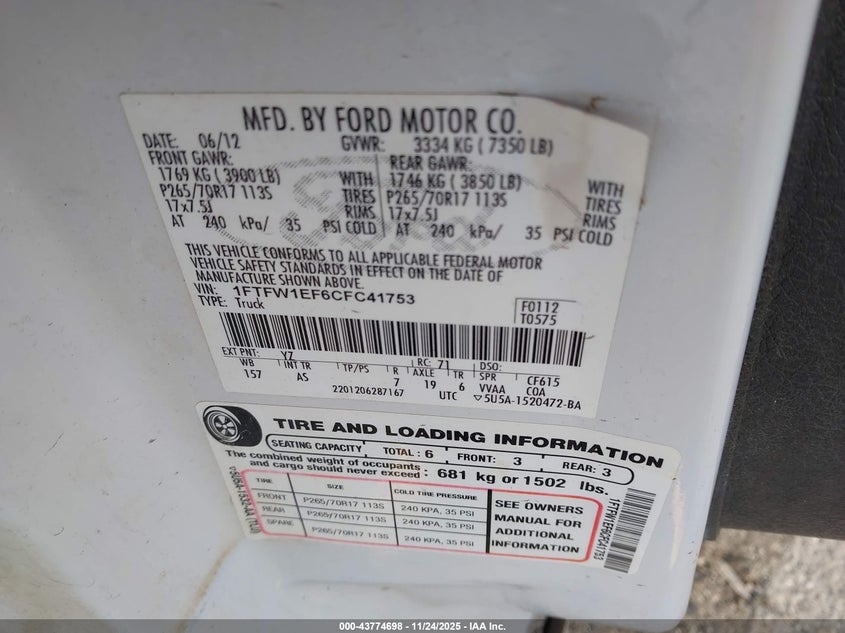 MFD. BY FORD MOTOR CO.
DATE: 06/12 GVWR: 3334 KG ( 7350 LB)
FRONT GAWR: REAR GAWR:
1769 KG ( 3900 LB) WITH 1746 KG ( 3850 LB) WITH
P265/70R17 113S TIRES P265/70R17 113S TIRES
17x7.5J RIMS 17x7.5J RIMS
AT 240 kPa/ 35 PSI COLD AT 240 kPa/ 35 PSI COLD
THIS VEHICLE CONFORMS TO ALL APPLICABLE FEDERAL MOTOR
VEHICLE SAFETY STANDARDS IN EFFECT ON THE DATE OF
MANUFACTURE SHOWN ABOVE.
VIN: 1FTFW1EF6CFC41753
TYPE: Truck
F0112
T0575
EXT PNT: YZ RC: 71 DSO:
WB INT TR TP/PS R AXLE TR SPR CF615
157 AS 7 19 6 VVAA COA
2201206287167 UTC ▽5U5A-1520472-BA
TIRE AND LOADING INFORMATION
SEATING CAPACITY TOTAL: 6 FRONT: 3 REAR: 3
The combined weight of occupants
and cargo should never exceed : 681 kg or 1502 lbs.
TIRE SIZE COLD TIRE PRESSURE
FRONT P265/70R17 113S 240 KPA, 35 PSI
REAR P265/70R17 113S 240 KPA, 35 PSI
SPARE P265/70R17 113S 240 KPA, 35 PSI
SEE OWNERS
MANUAL FOR
ADDITIONAL
INFORMATION
1FTFW1EF6CFC41753
000-43774698 - 11/24/2025 - IAA Inc.